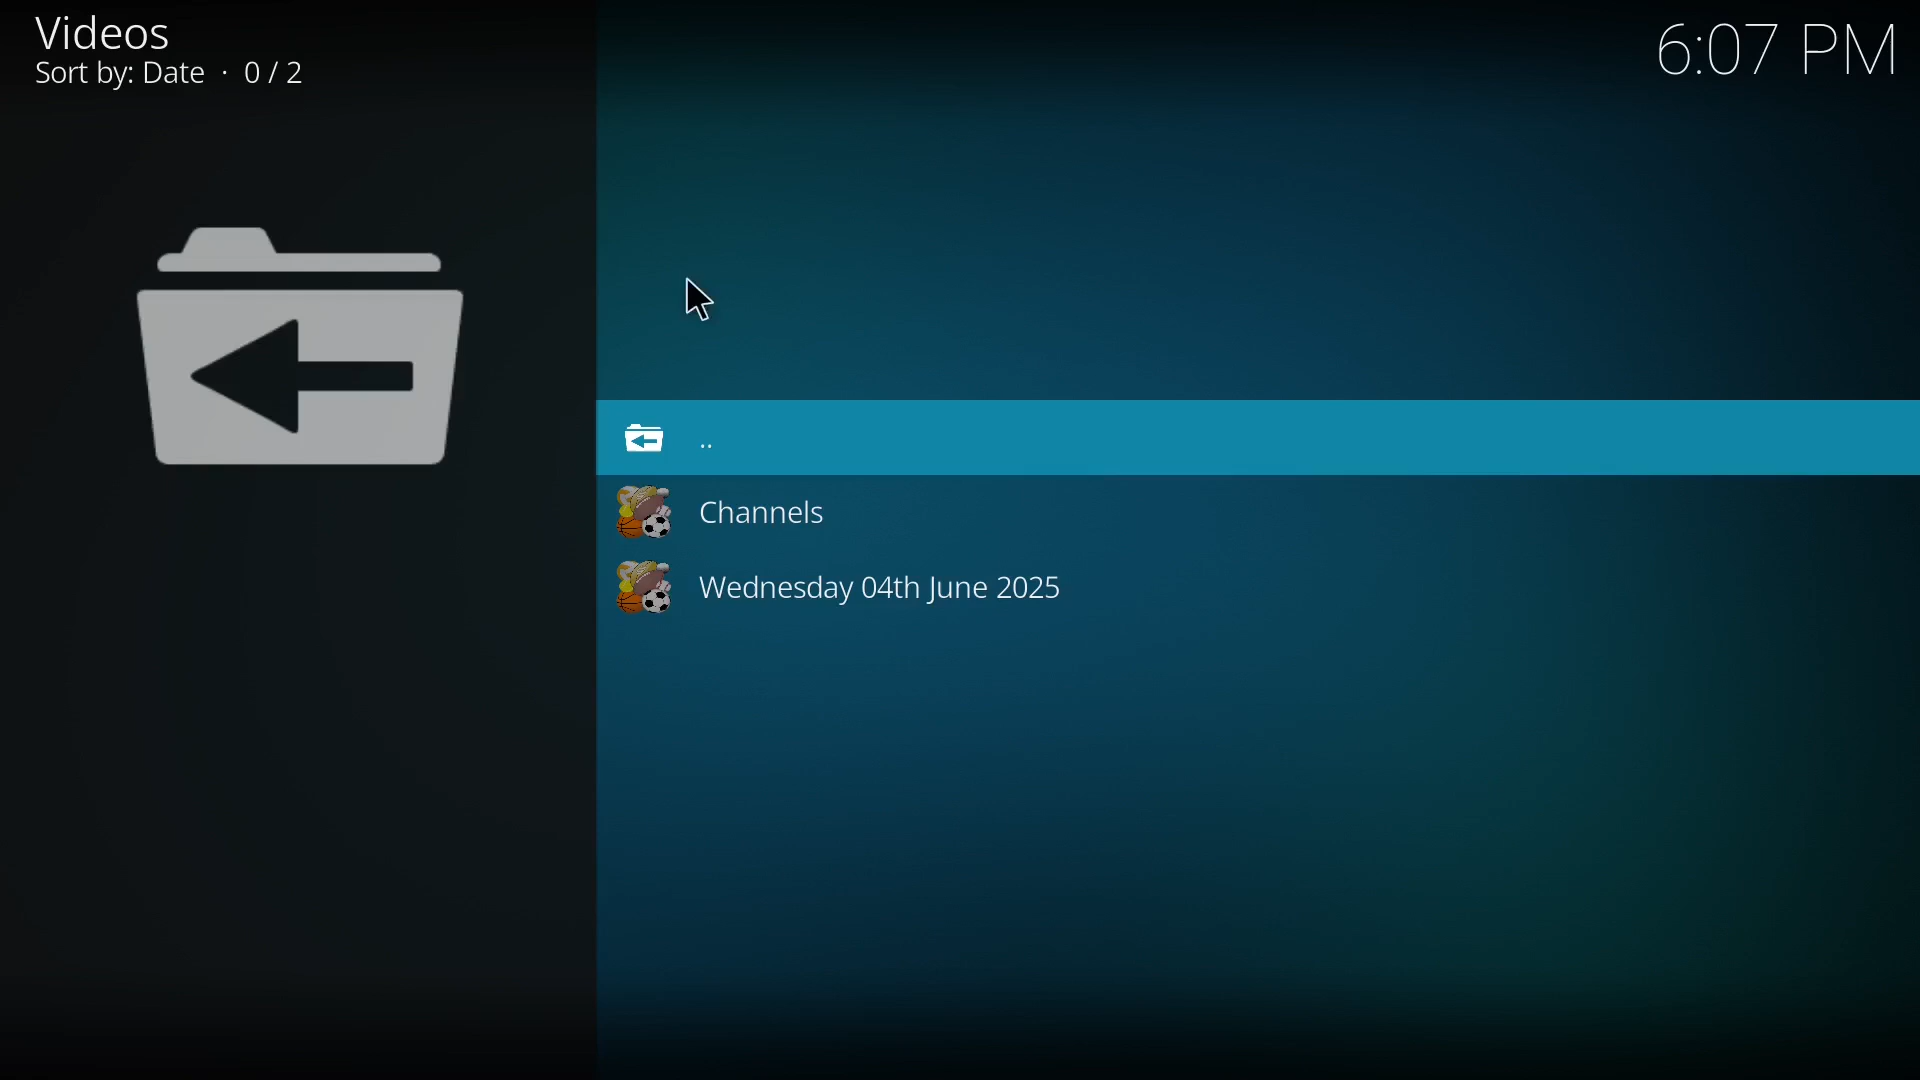 Videos
Sort by: Date · 0 / 2
6:07 PM
..
Channels
Wednesday 04th June 2025